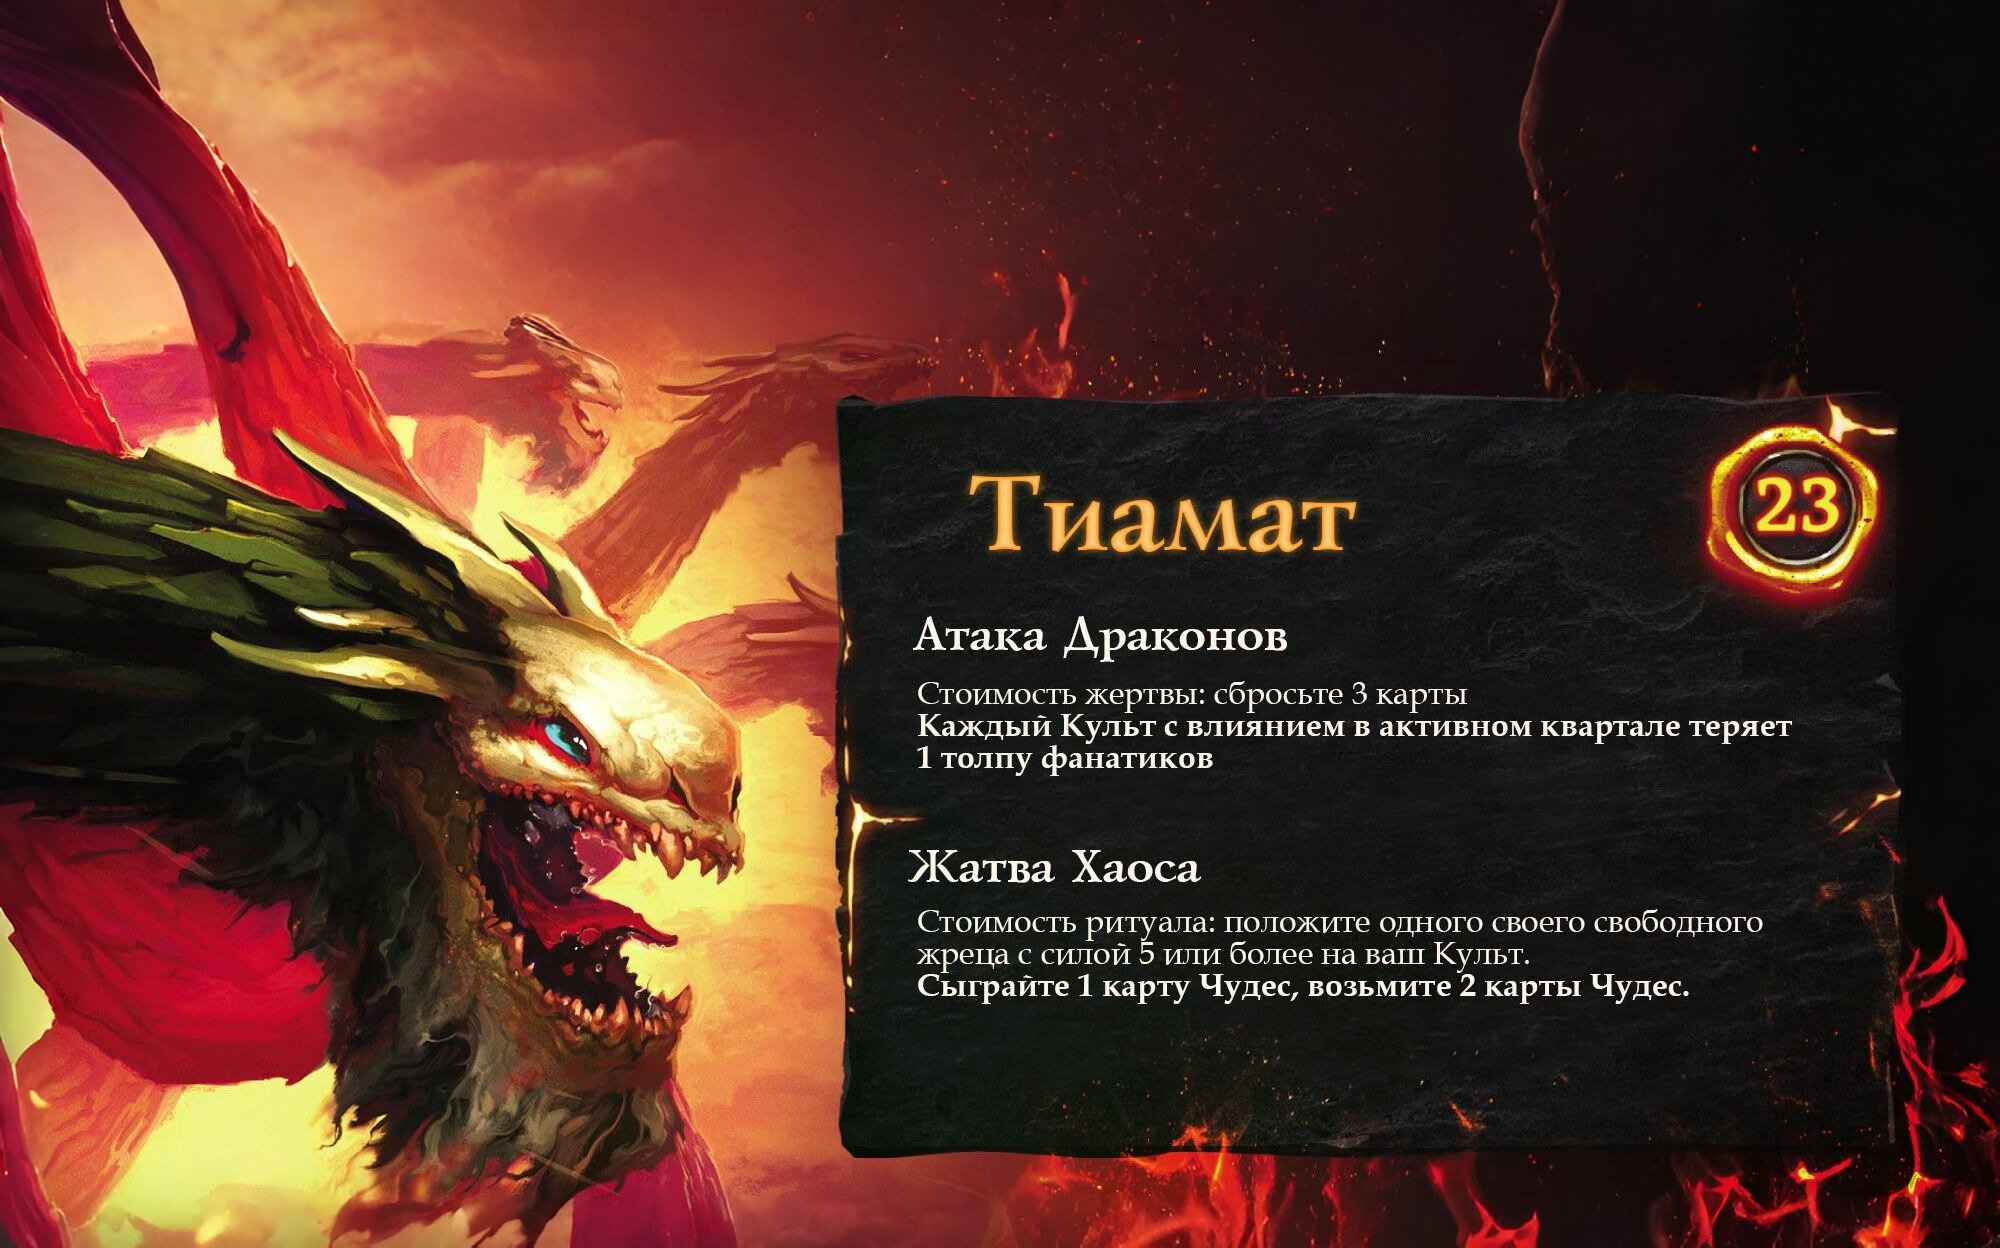 Тиамат
23
Атака Драконов
Стоимость жертвы: сбросьте 3 карты
Каждый Культ с влиянием в активном квартале теряет
1 толпу фанатиков
Жатва Хаоса
Стоимость ритуала: положите одного своего свободного
жреца с силой 5 или более на ваш Культ.
Сыграйте 1 карту Чудес, возьмите 2 карты Чудес.